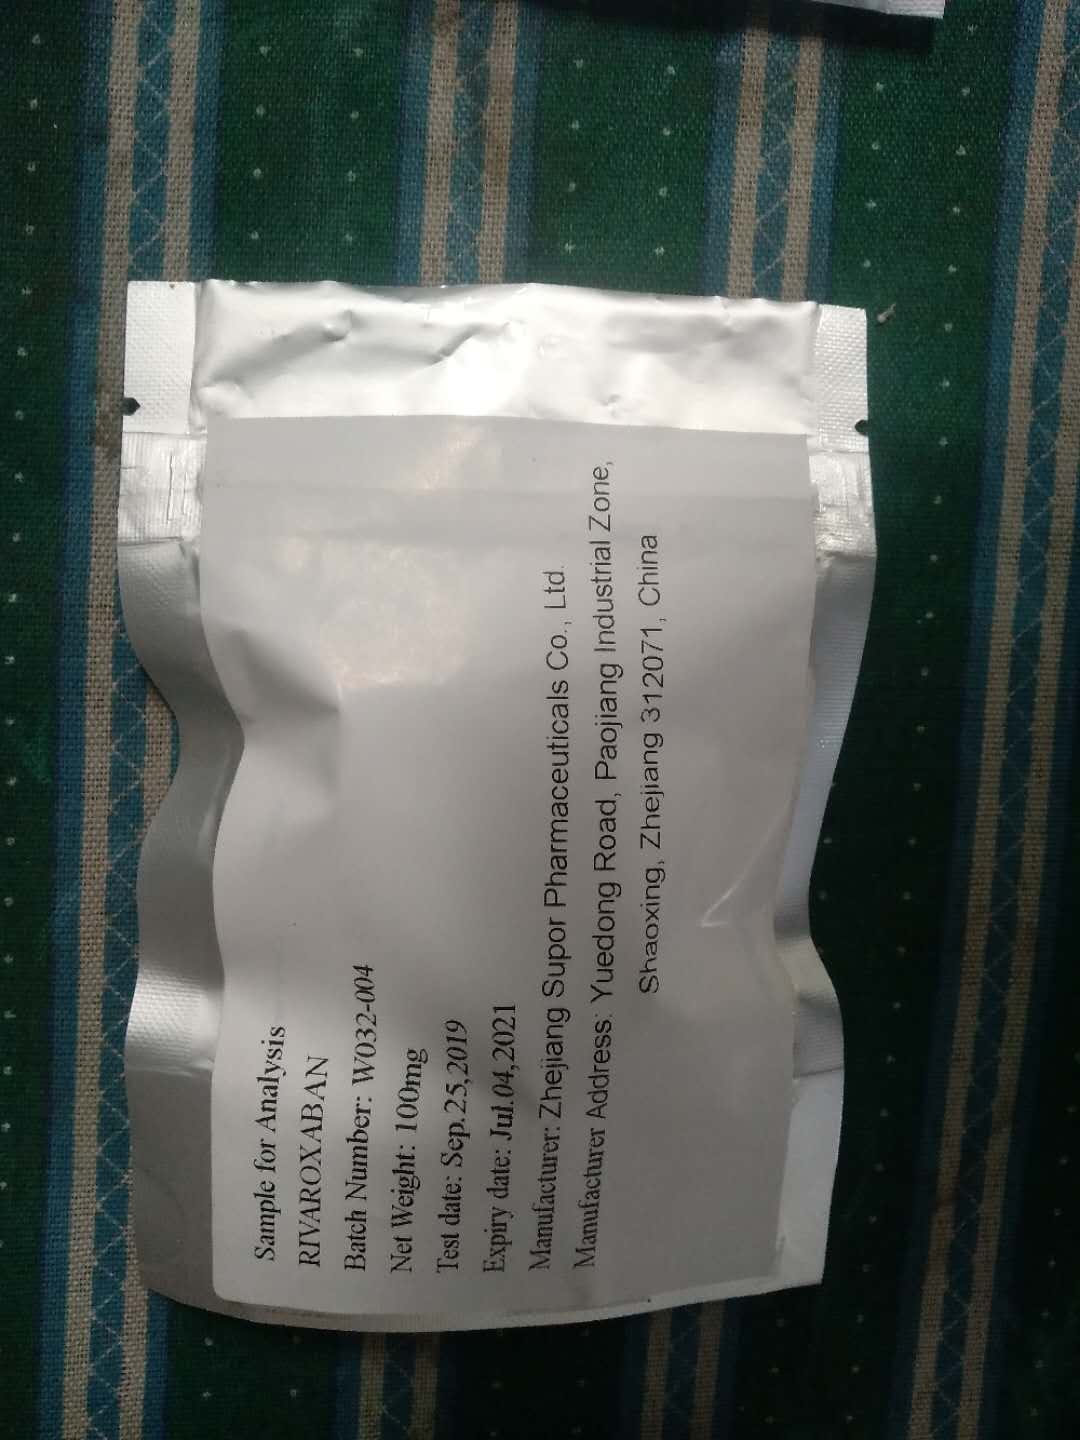 Sample for Analysis
RIVAROXABAN
Batch Number: W032-004
Net Weight: 100mg
Test date: Sep.25,2019
Expiry date: Jul.04,2021
Manufacturer: Zhejiang Supor Pharmaceuticals Co., Ltd.
Manufacturer Address: Yuedong Road, Paojiang Industrial Zone,
Shaoxing, Zhejiang 312071, China